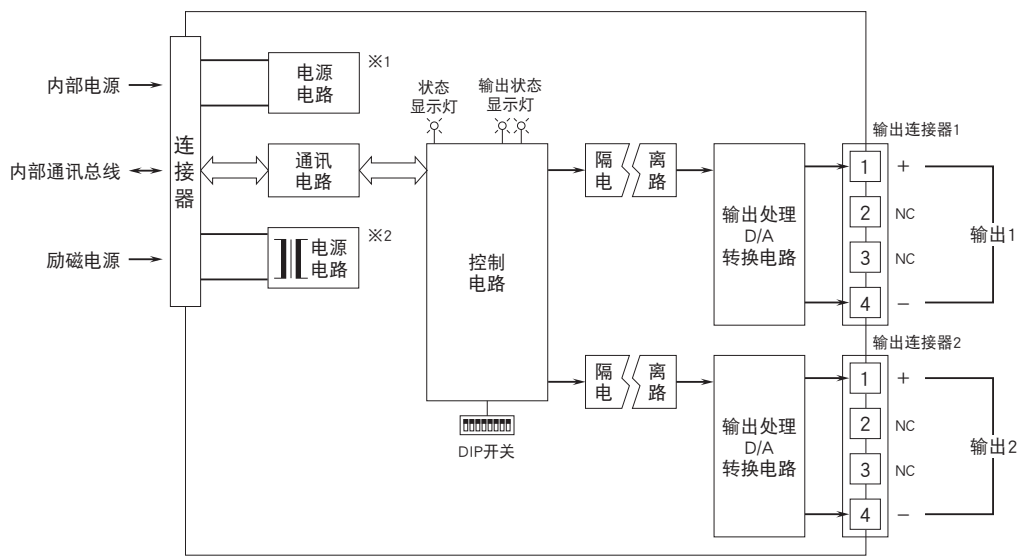 内部电源
内部通讯总线
励磁电源
连接器
电源
电路
※1
通讯
电路
电源
电路
※2
状态
显示灯
输出状态
显示灯
控制
电路
DIP开关
隔 离
电 路
输出处理
D/A
转换电路
输出连接器1
1 +
2 NC
3 NC
4 −
输出1
隔 离
电 路
输出处理
D/A
转换电路
输出连接器2
1 +
2 NC
3 NC
4 −
输出2